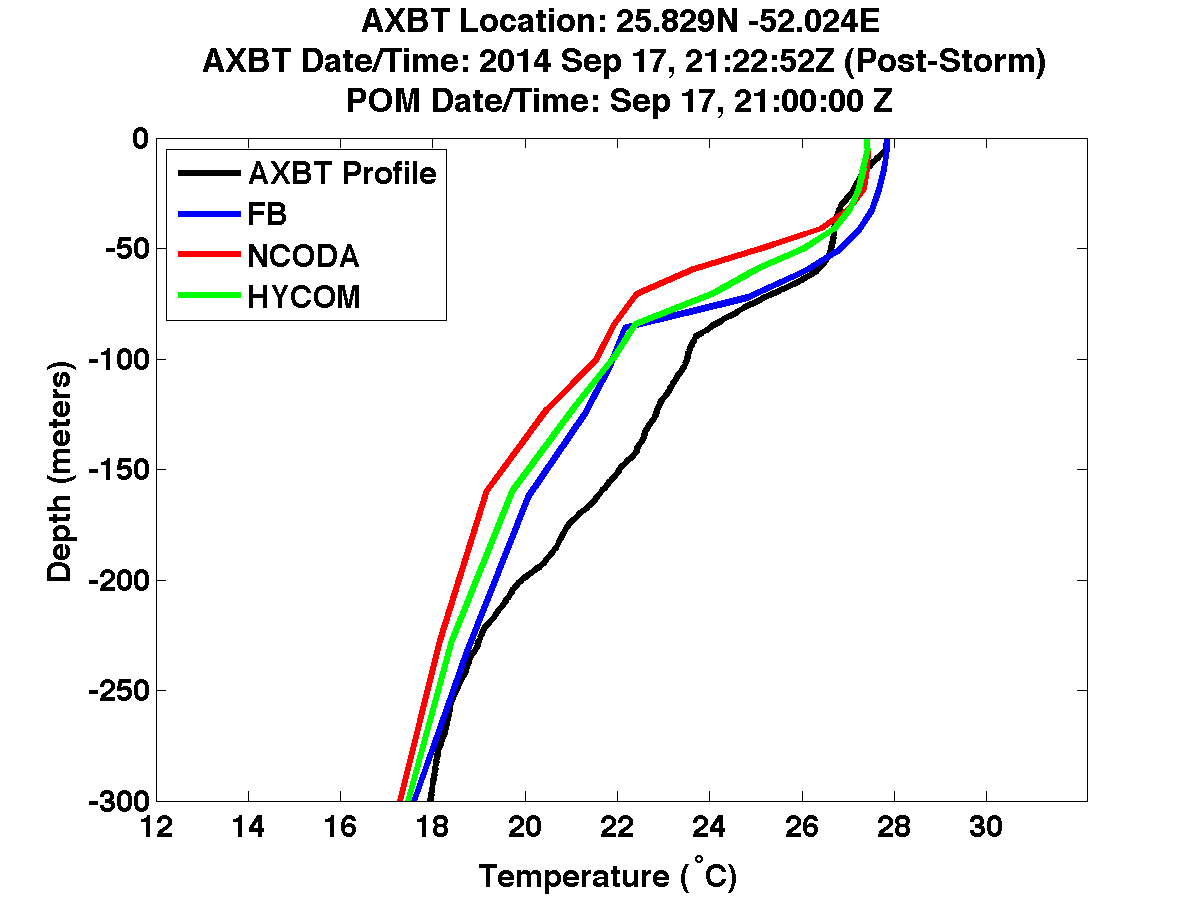 AXBT Location: 25.829N -52.024E
AXBT Date/Time: 2014 Sep 17, 21:22:52Z (Post-Storm)
POM Date/Time: Sep 17, 21:00:00 Z
AXBT Profile
FB
NCODA
HYCOM
0
-50
-100
-150
-200
-250
-300
Depth (meters)
12
14
16
18
20
22
24
26
28
30
Temperature (°C)